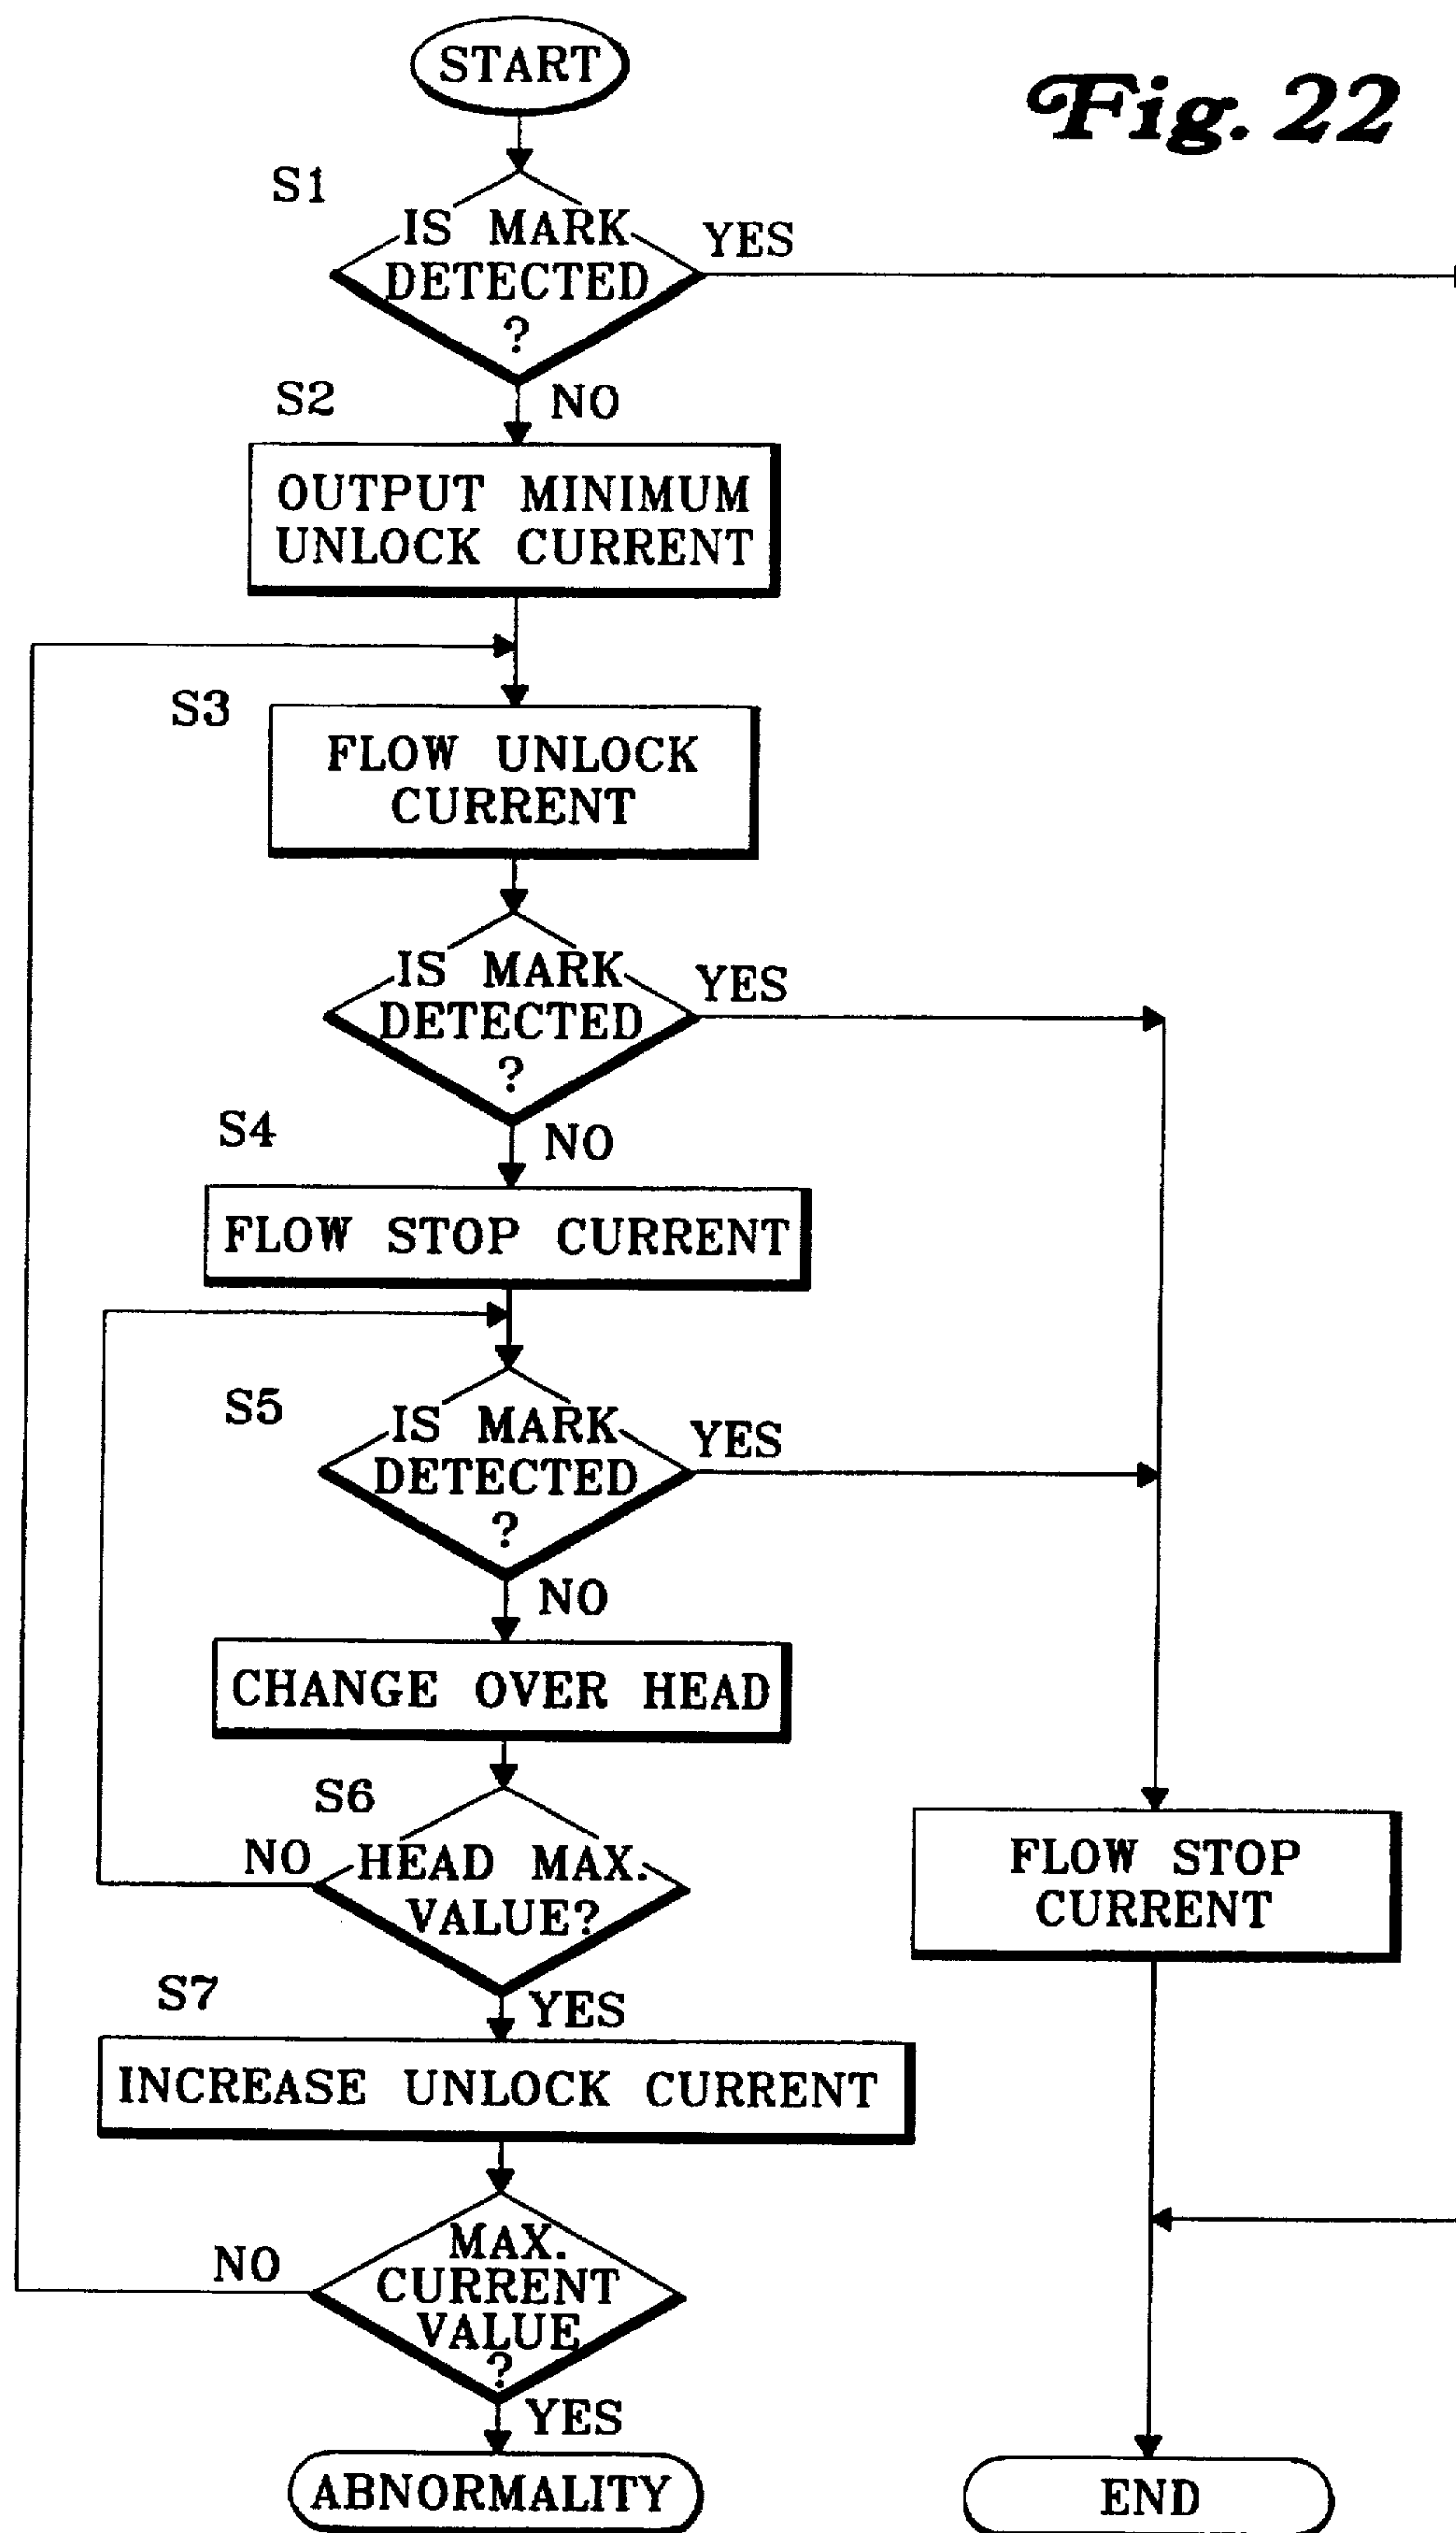 START
Fig. 22
S1
IS MARK
DETECTED
?
YES
NO
S2
OUTPUT MINIMUM
UNLOCK CURRENT
S3
FLOW UNLOCK
CURRENT
IS MARK
DETECTED
?
YES
NO
S4
FLOW STOP CURRENT
S5
IS MARK
DETECTED
?
YES
NO
CHANGE OVER HEAD
S6
NO
HEAD MAX.
VALUE?
YES
FLOW STOP
CURRENT
S7
INCREASE UNLOCK CURRENT
NO
MAX.
CURRENT
VALUE
?
YES
ABNORMALITY
END